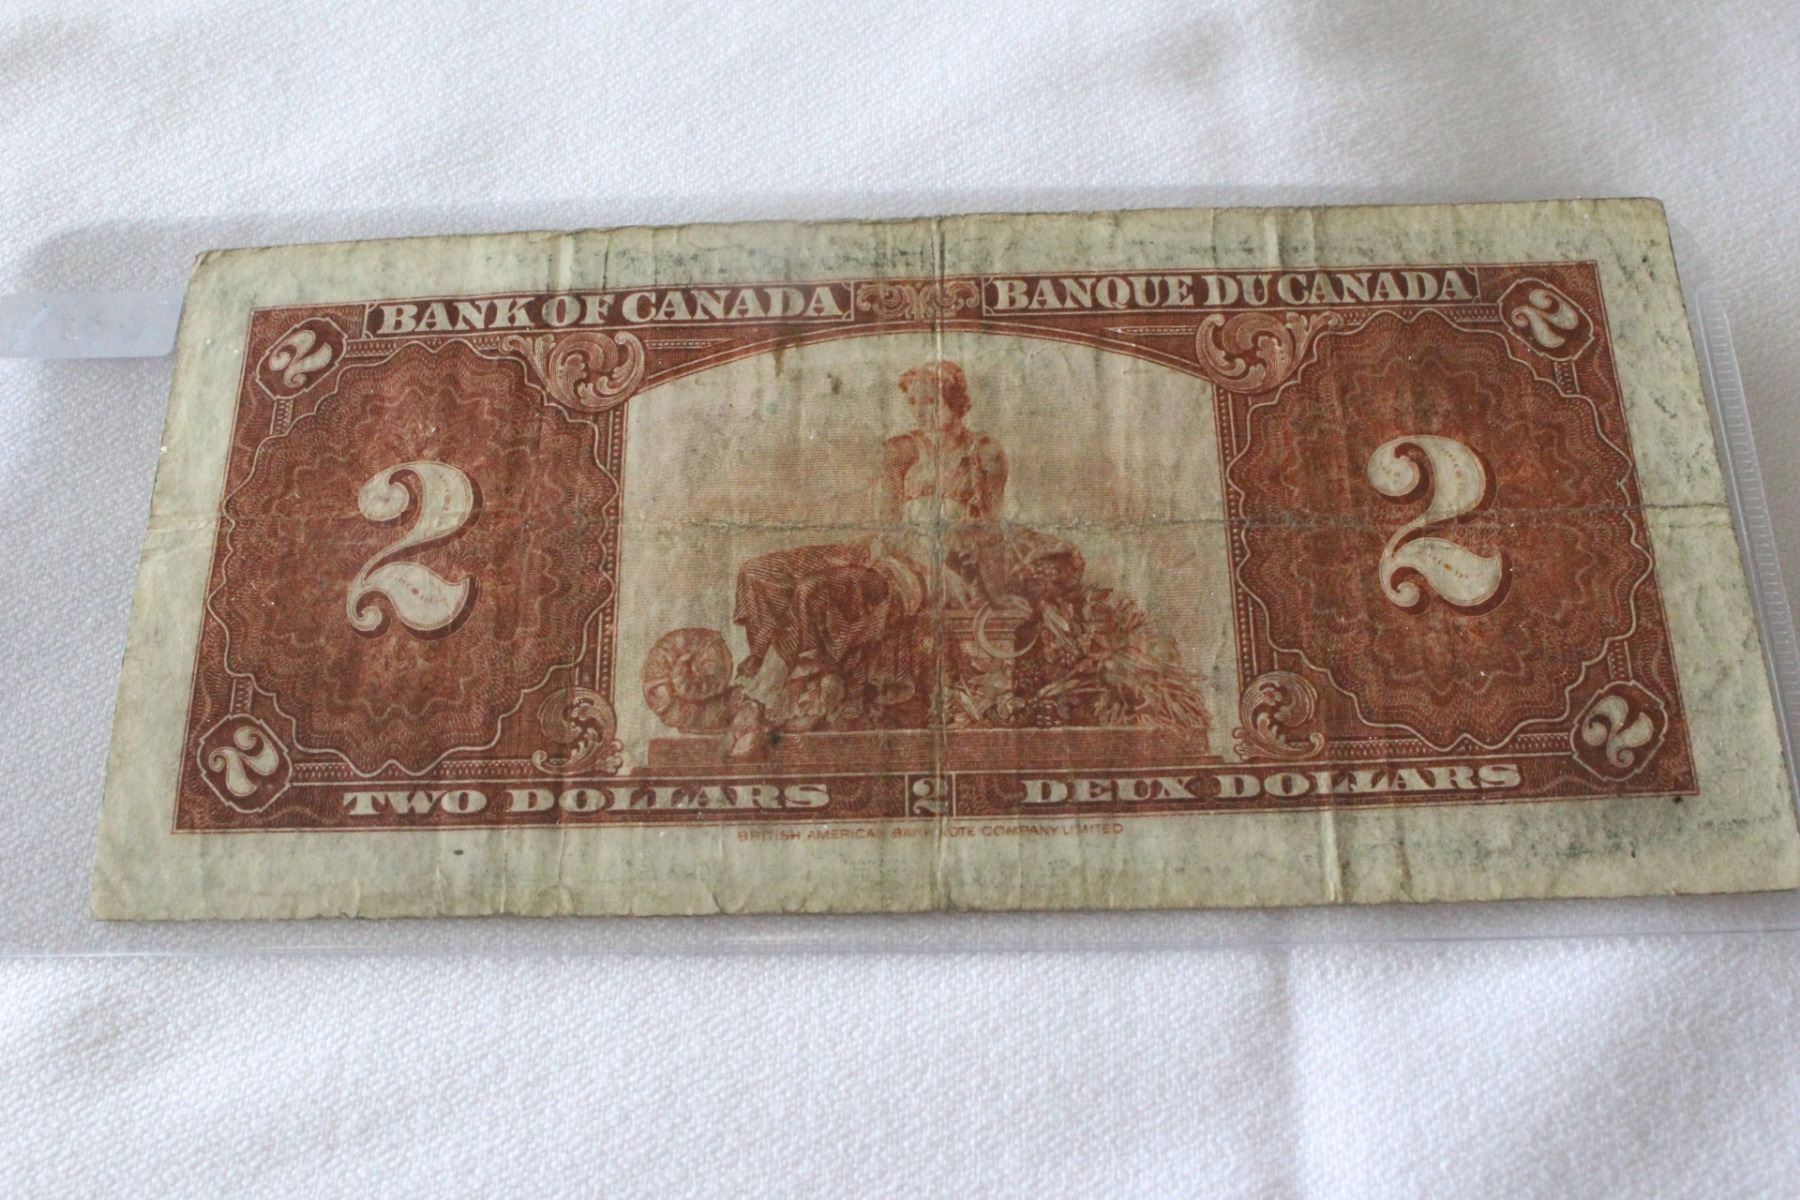 BANK OF CANADA BANQUE DU CANADA
2 2
2 2
2 2
TWO DOLLARS 2 DEUX DOLLARS
BRITISH AMERICAN BANK NOTE COMPANY LIMITED